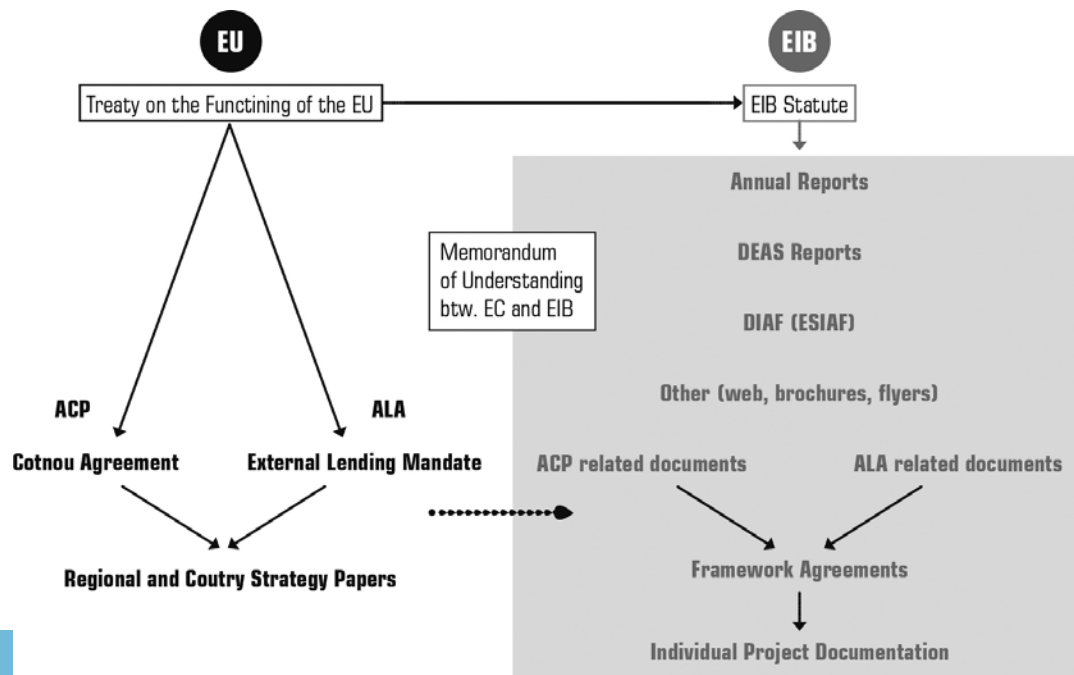 EU
EIB
Treaty on the Functining of the EU
EIB Statute
Annual Reports
Memorandum
of Understanding
btw. EC and EIB
DEAS Reports
DIAF (ESIAF)
Other (web, brochures, flyers)
ACP
ALA
Cotnou Agreement
External Lending Mandate
ACP related documents
ALA related documents
Regional and Coutry Strategy Papers
Framework Agreements
Individual Project Documentation